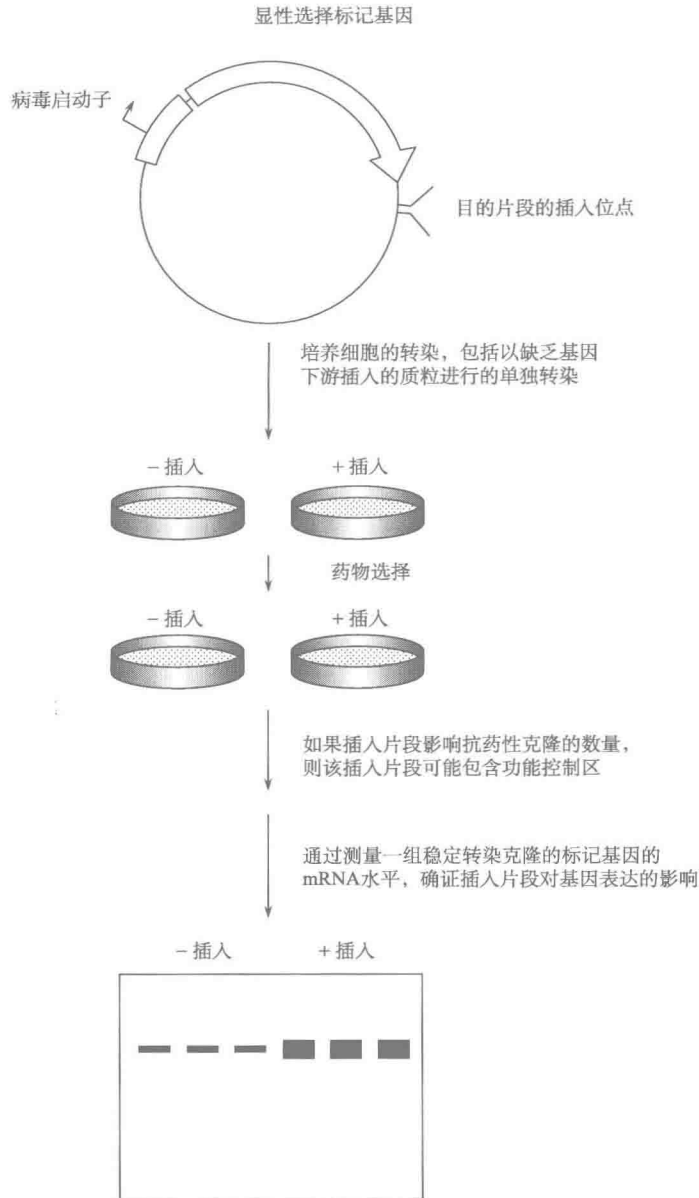 显性选择标记基因
病毒启动子
目的片段的插入位点
培养细胞的转染，包括以缺乏基因
下游插入的质粒进行的单独转染
－插入
＋插入
药物选择
－插入
＋插入
如果插入片段影响抗药性克隆的数量，
则该插入片段可能包含功能控制区
通过测量一组稳定转染克隆的标记基因的
mRNA水平，确证插入片段对基因表达的影响
－插入
＋插入